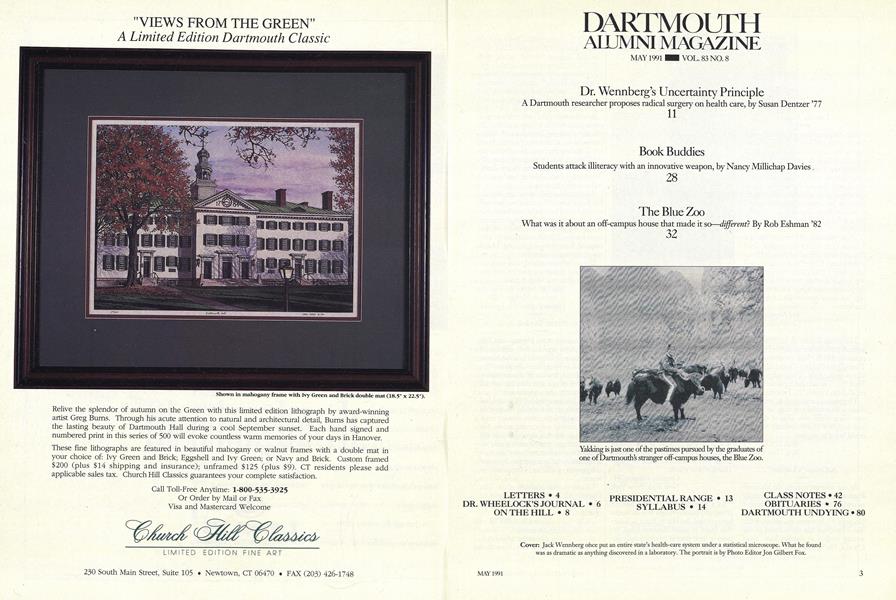 "VIEWS FROM THE GREEN"
A Limited Edition Dartmouth Classic
Shown in mahogany frame with Ivy Green and Brick double mat (18.5" x 22.5").
Relive the splendor of autumn on the Green with this limited edition lithograph by award-winning
artist Greg Burns. Through his acute attention to natural and architectural detail, Burns has captured
the lasting beauty of Dartmouth Hall during a cool September sunset. Each hand signed and
numbered print in this series of 500 will evoke countless warm memories of your days in Hanover.
These fine lithographs are featured in beautiful mahogany or walnut frames with a double mat in
your choice of: Ivy Green and Brick; Eggshell and Ivy Green; or Navy and Brick. Custom framed
$200 (plus $14 shipping and insurance); unframed $125 (plus $9). CT residents please add
applicable sales tax. Church Hill Classics guarantees your complete satisfaction.
Call Toll-Free Anytime: 1-800-535-3925
Or Order by Mail or Fax
Visa and Mastercard Welcome
Church Hill Classics
LIMITED EDITION FINE ART
230 South Main Street, Suite 105 • Newtown, CT 06470 • FAX (203) 426-1748
DARTMOUTH
ALUMNI MAGAZINE
MAY 1991 VOL. 83 NO. 8
Dr. Wennberg's Uncertainty Principle
A Dartmouth researcher proposes radical surgery on health care, by Susan Dentzer '77
11
Book Buddies
Students attack illiteracy with an innovative weapon, by Nancy Millichap Davies.
28
The Blue Zoo
What was it about an off-campus house that made it so—different? By Rob Eshman '82
32
Yakking is just one of the pastimes pursued by the graduates of
one of Dartmouth's stranger off-campus houses, the Blue Zoo.
LETTERS • 4
DR. WHEELOCK'S JOURNAL • 6
ON THE HILL • 8
PRESIDENTIAL RANGE • 13
SYLLABUS • 14
CLASS NOTES • 42
OBITUARIES • 76
DARTMOUTH UNDYING • 80
Cover: Jack Wennberg once put an entire state's health-care system under a statistical microscope. What he found
was as dramatic as anything discovered in a laboratory. The portrait is by Photo Editor Jon Gilbert Fox.
MAY 1991
3